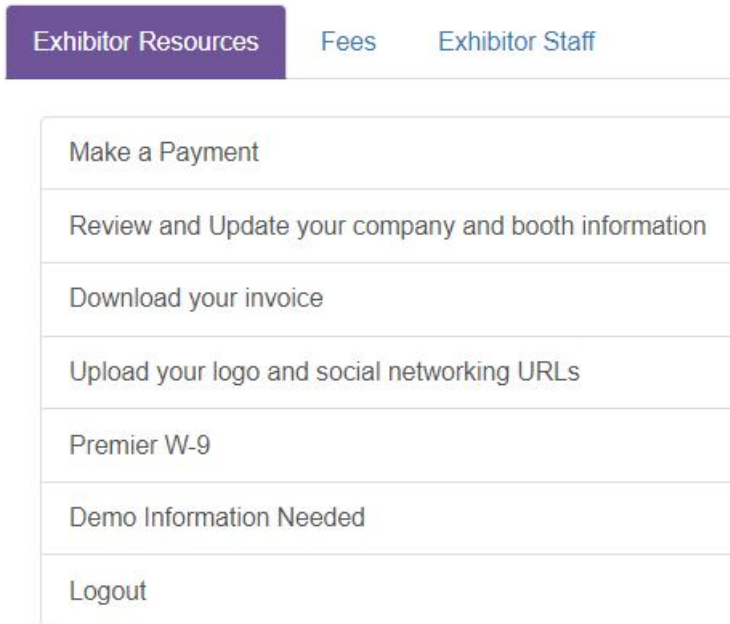 Exhibitor Resources Fees Exhibitor Staff
Make a Payment
Review and Update your company and booth information
Download your invoice
Upload your logo and social networking URLs
Premier W-9
Demo Information Needed
Logout